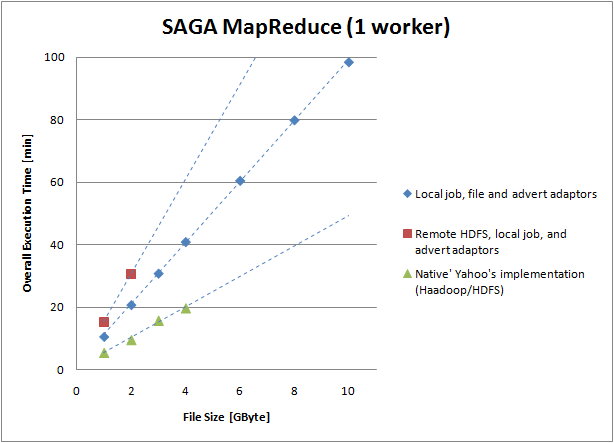 SAGA MapReduce (1 worker)
100
80
60
40
20
0
Overall Execution Time [min]
0 2 4 6 8 10
File Size [GByte]
Local job, file and advert adaptors
Remote HDFS, local job, and
advert adaptors
Native' Yahoo's implementation
(Haadoop/HDFS)